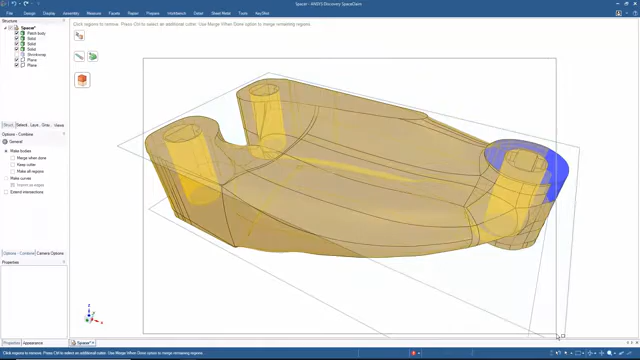 Spacer - ANSYS Discovery SpaceClaim
File Design Display Assembly Measure Facets Repair Prepare Workbench Detail Sheet Metal Tools KeyShot
Structure
Click regions to remove. Press Ctrl to select an additional cutter. Use Merge When Done option to merge remaining regions.
Spacer*
Patch body
Solid
Solid
Solid
Shrinkwrap
Plane
Plane
Struct... Select... Laye... Grou... Views
Options - Combine
General
Make bodies
Merge when done
Keep cutter
Make all regions
Make curves
Imprint as edges
Extend intersections
Options - Combine Camera Options
Properties
Properties Appearance
Spacer*
Click regions to remove. Press Ctrl to select an additional cutter. Use Merge When Done option to merge remaining regions.